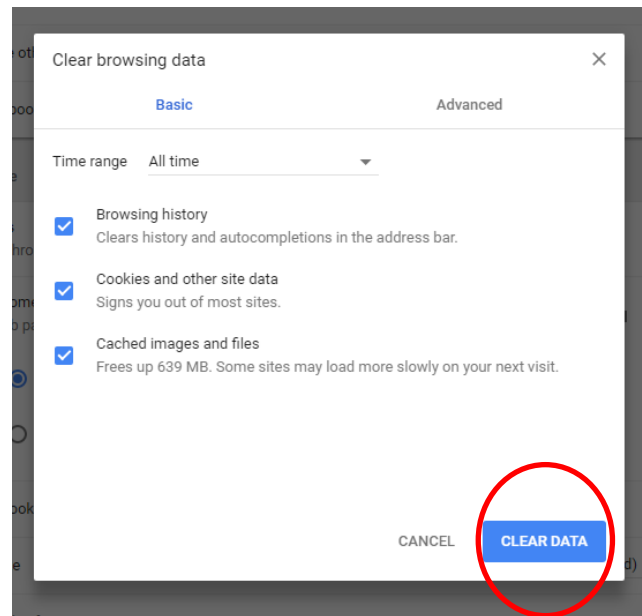 Clear browsing data
Basic Advanced
Time range All time
Browsing history
Clears history and autocompletions in the address bar.
Cookies and other site data
Signs you out of most sites.
Cached images and files
Frees up 639 MB. Some sites may load more slowly on your next visit.
CANCEL CLEAR DATA